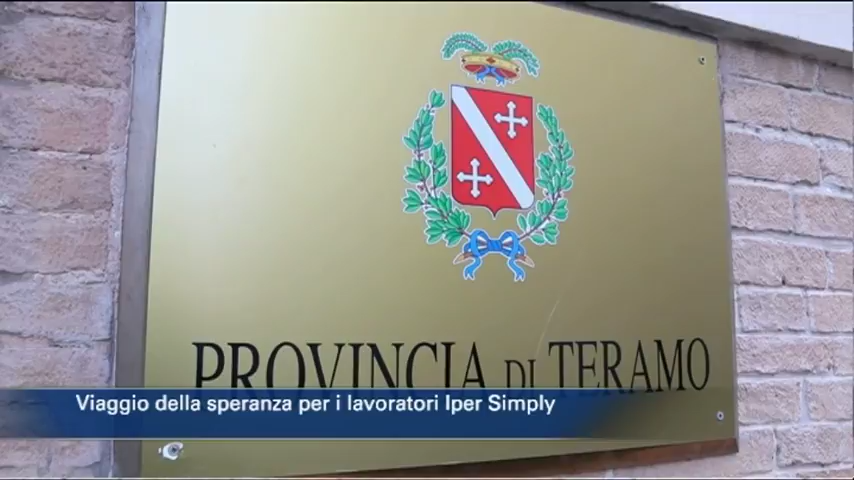 PROVINCIA DI TERAMO
Viaggio della speranza per i lavoratori Iper Simply